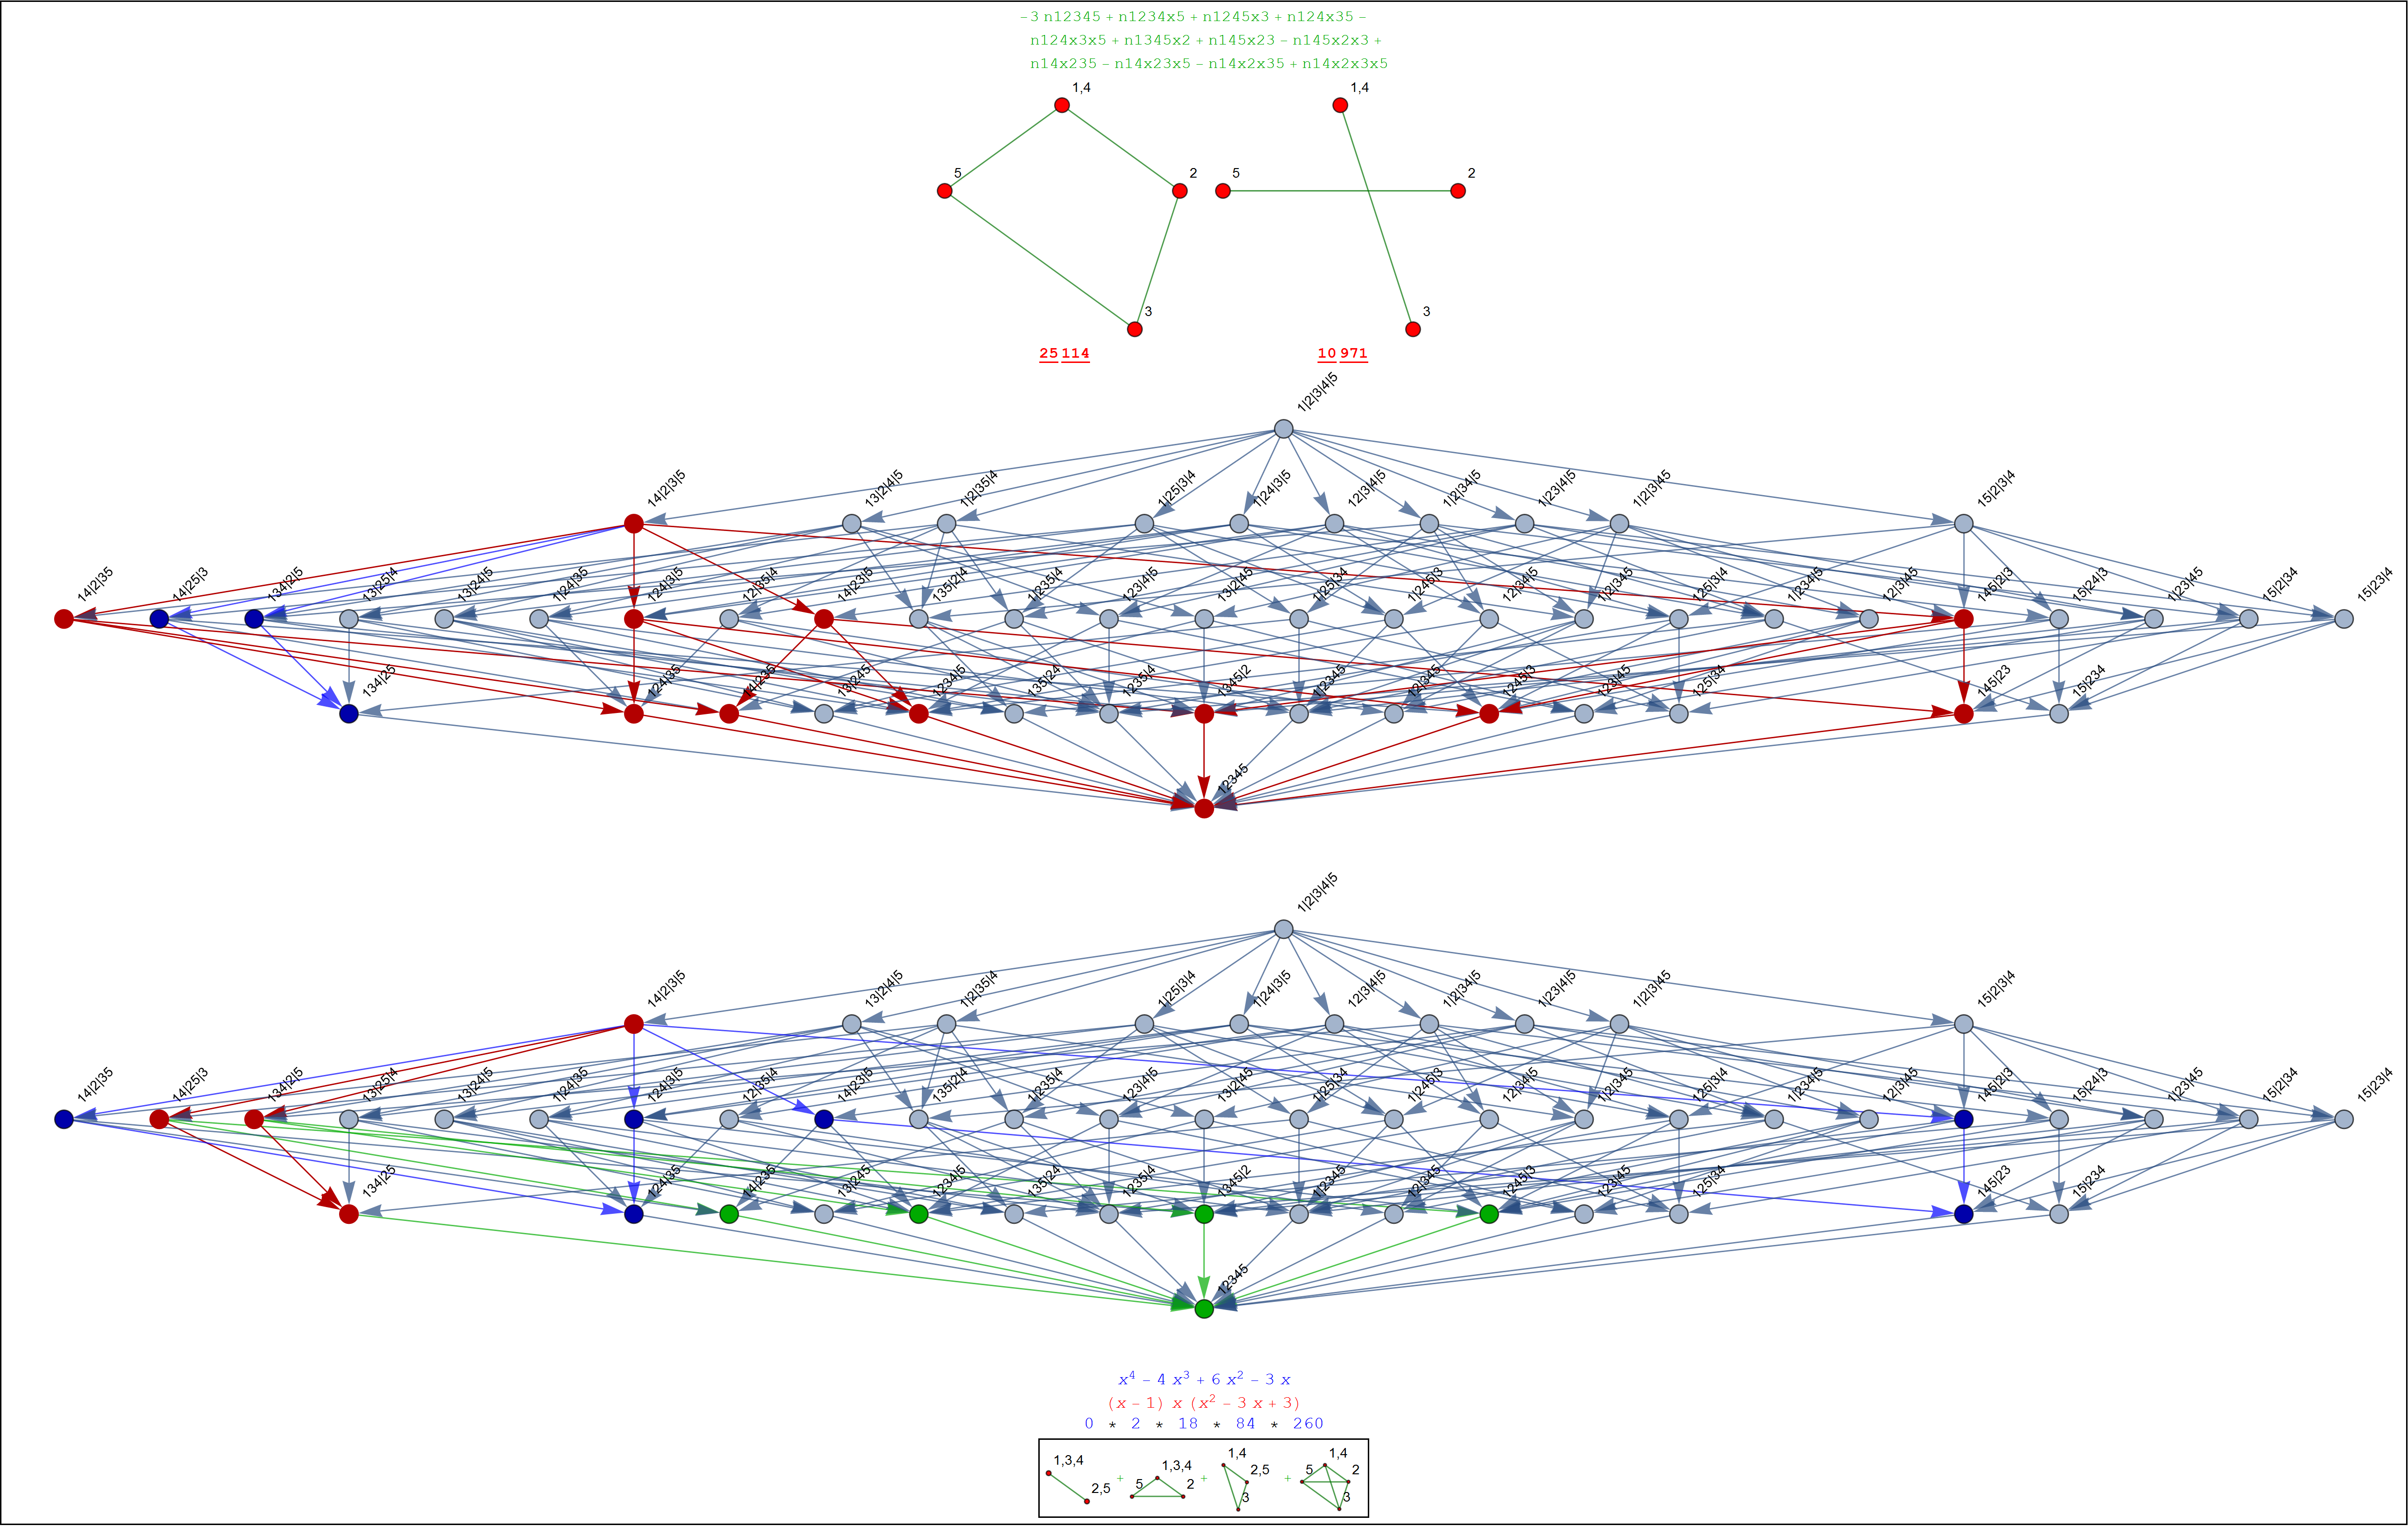 -3 n12345 + n1234x5 + n1245x3 + n124x35 -
n124x3x5 + n1345x2 + n145x23 - n145x2x3 +
n14x235 - n14x23x5 - n14x2x35 + n14x2x3x5
1,4 1,4
5 2 5 2
3 3
25 114 10 971
1|2|3|4|5
14|2|3|5 13|2|4|5 1|2|35|4 1|25|3|4 1|24|3|5 12|3|4|5 1|2|34|5 1|23|4|5 1|2|3|45 15|2|3|4
14|2|35 14|25|3 134|2|5 13|25|4 13|24|5 1|24|35 124|3|5 12|35|4 14|23|5 135|2|4 1|235|4 123|4|5 13|2|45 1|25|34 1|245|3 12|34|5 1|2|345 125|3|4 1|234|5 12|3|45 145|2|3 15|24|3 1|23|45 15|2|34 15|23|4
134|25 124|35 14|235 13|245 1234|5 135|24 1235|4 1345|2 1|2345 12|345 1245|3 123|45 125|34 145|23 15|234
12345
1|2|3|4|5
14|2|3|5 13|2|4|5 1|2|35|4 1|25|3|4 1|24|3|5 12|3|4|5 1|2|34|5 1|23|4|5 1|2|3|45 15|2|3|4
14|2|35 14|25|3 134|2|5 13|25|4 13|24|5 1|24|35 124|3|5 12|35|4 14|23|5 135|2|4 1|235|4 123|4|5 13|2|45 1|25|34 1|245|3 12|34|5 1|2|345 125|3|4 1|234|5 12|3|45 145|2|3 15|24|3 1|23|45 15|2|34 15|23|4
134|25 124|35 14|235 13|245 1234|5 135|24 1235|4 1345|2 1|2345 12|345 1245|3 123|45 125|34 145|23 15|234
12345
x⁴ - 4 x³ + 6 x² - 3 x
(x - 1) x (x² - 3 x + 3)
0 * 2 * 18 * 84 * 260
1,3,4 2,5 + 1,3,4 5 2 + 1,4 2,5 3 + 1,4 5 2 3